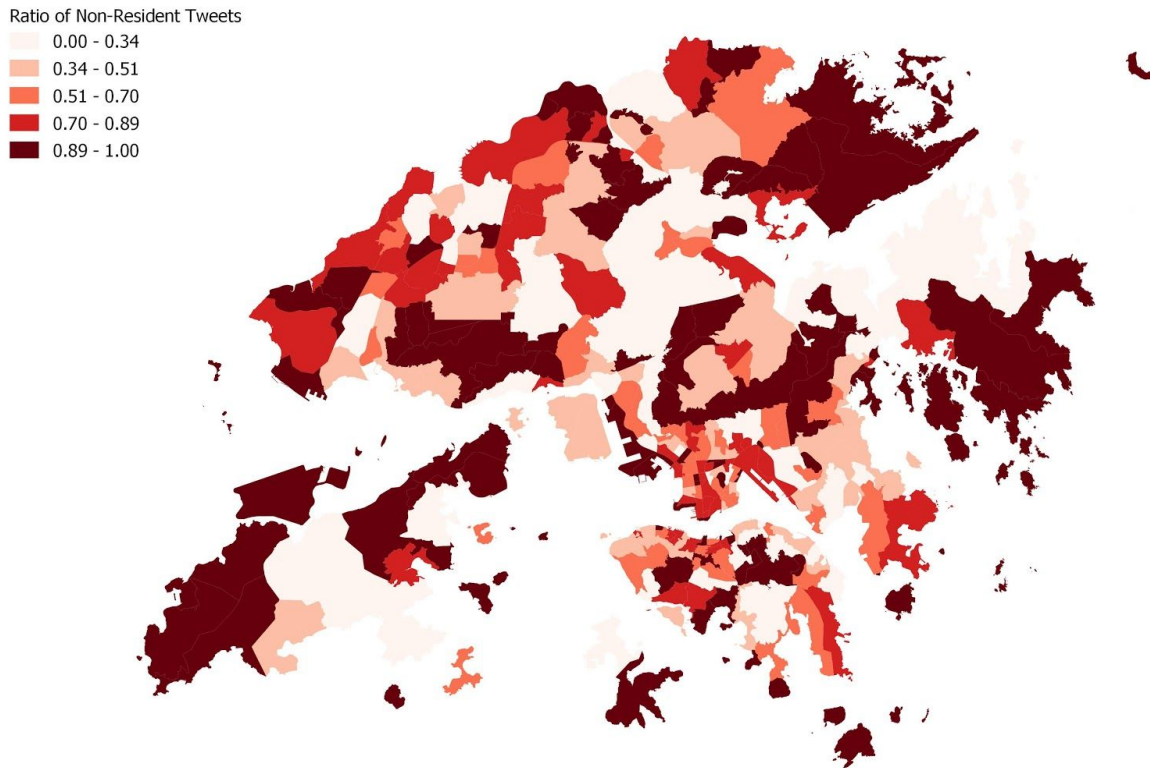 Ratio of Non-Resident Tweets
0.00 - 0.34
0.34 - 0.51
0.51 - 0.70
0.70 - 0.89
0.89 - 1.00